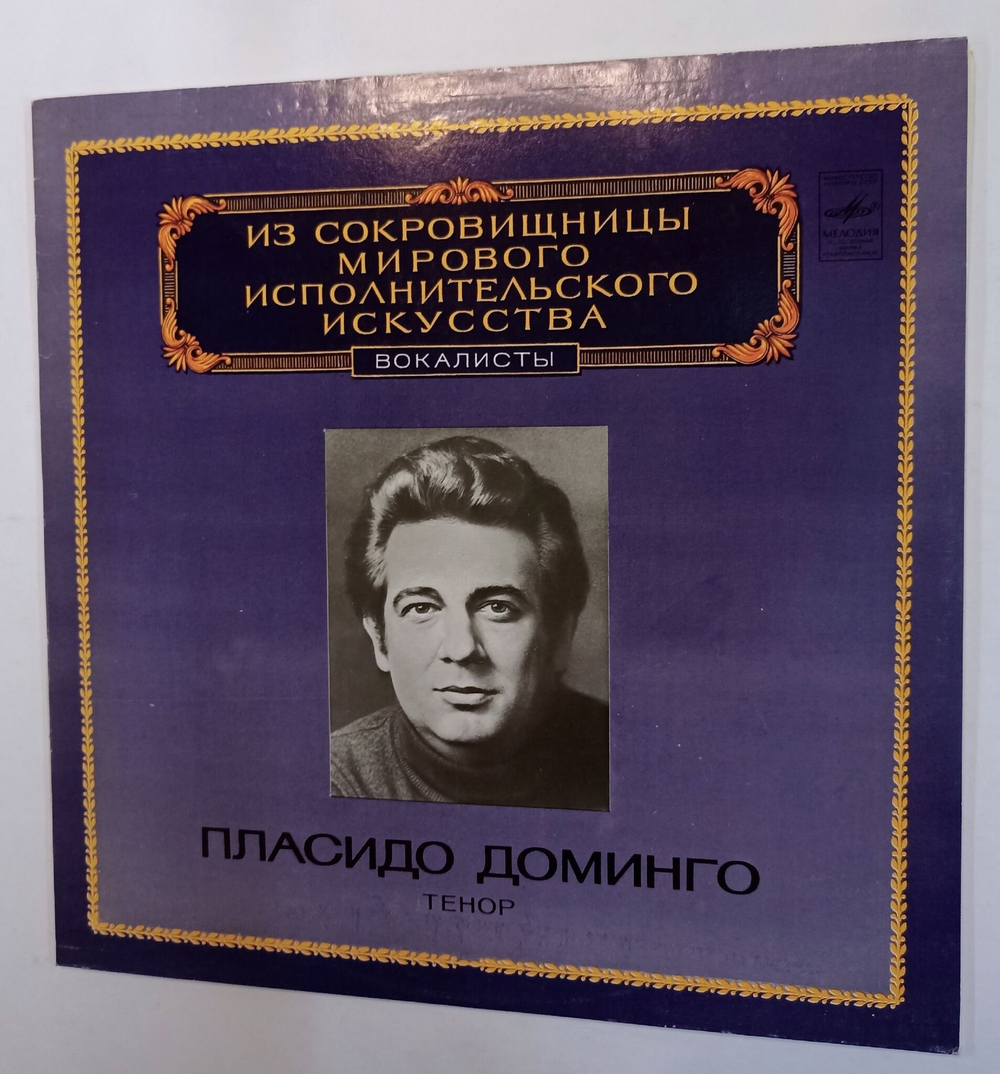 ИЗ СОКРОВИЩНИЦЫ
МИРОВОГО
ИСПОЛНИТЕЛЬСКОГО
ИСКУССТВА
ВОКАЛИСТЫ
МЕЛОДИЯ
ПЛАСИДО ДОМИНГО
ТЕНОР